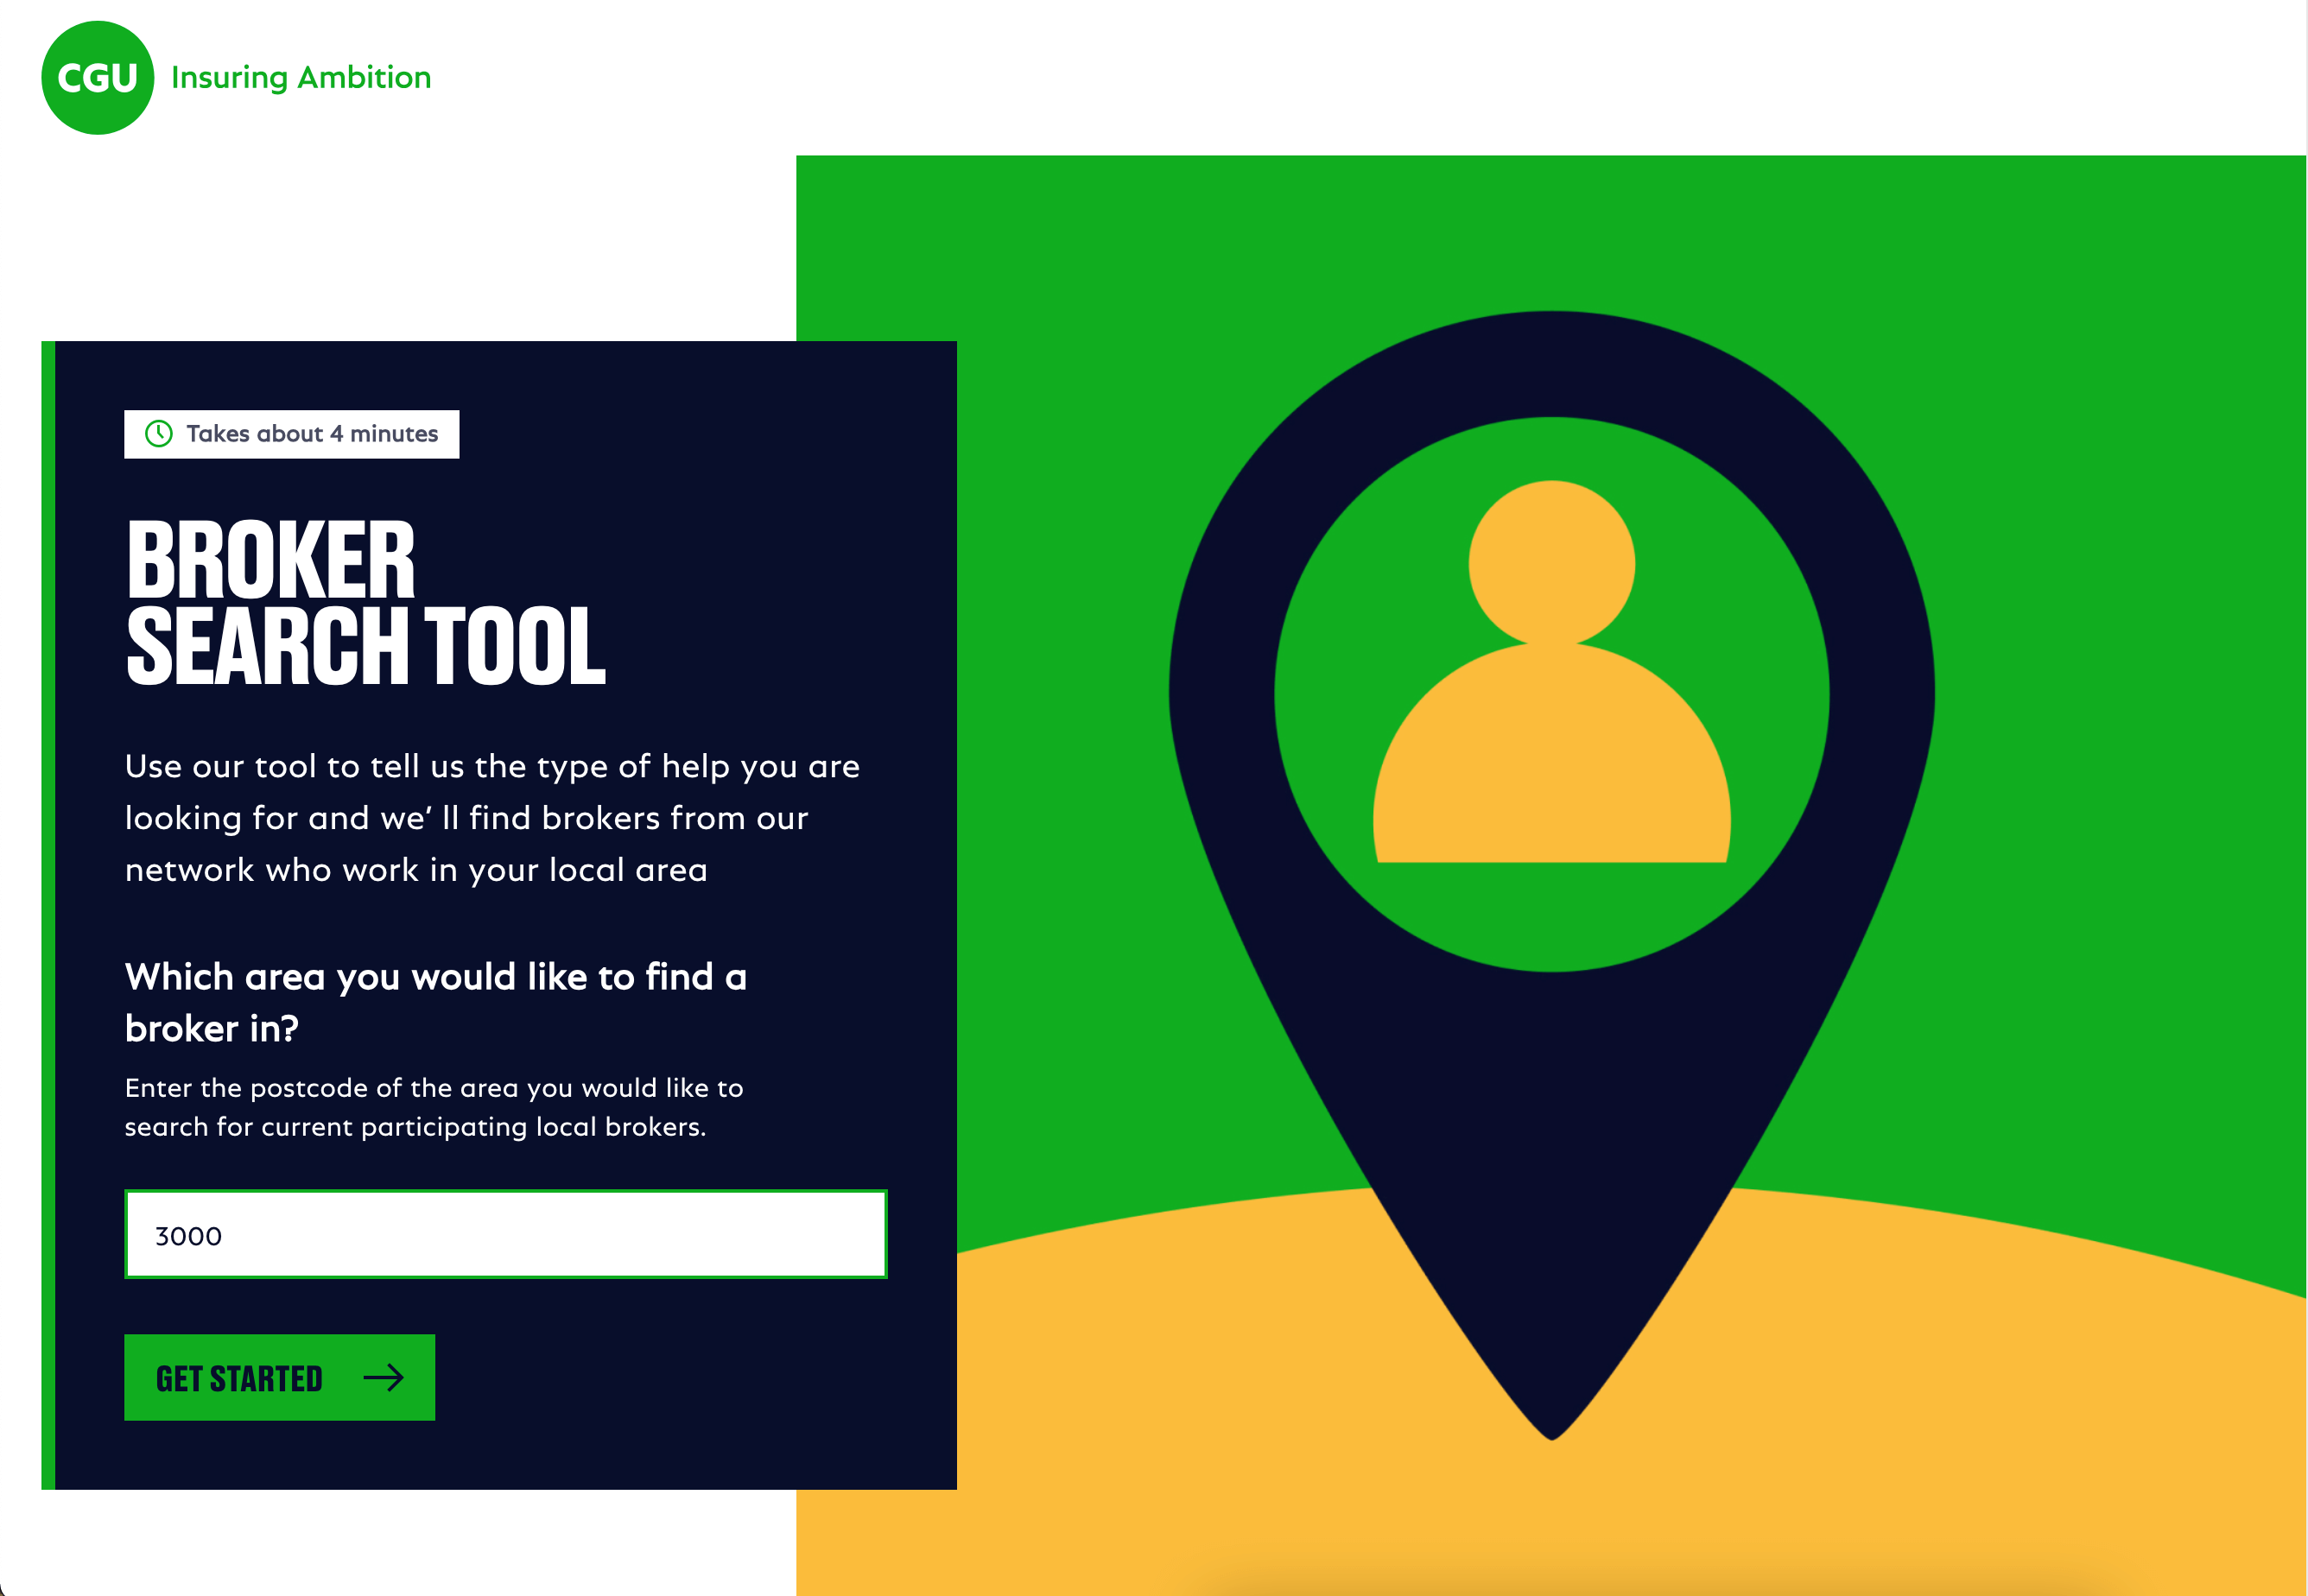 CGU Insuring Ambition
Takes about 4 minutes
BROKER
SEARCH TOOL
Use our tool to tell us the type of help you are
looking for and we‘ ll find brokers from our
network who work in your local area
Which area you would like to find a
broker in?
Enter the postcode of the area you would like to
search for current participating local brokers.
3000
GET STARTED